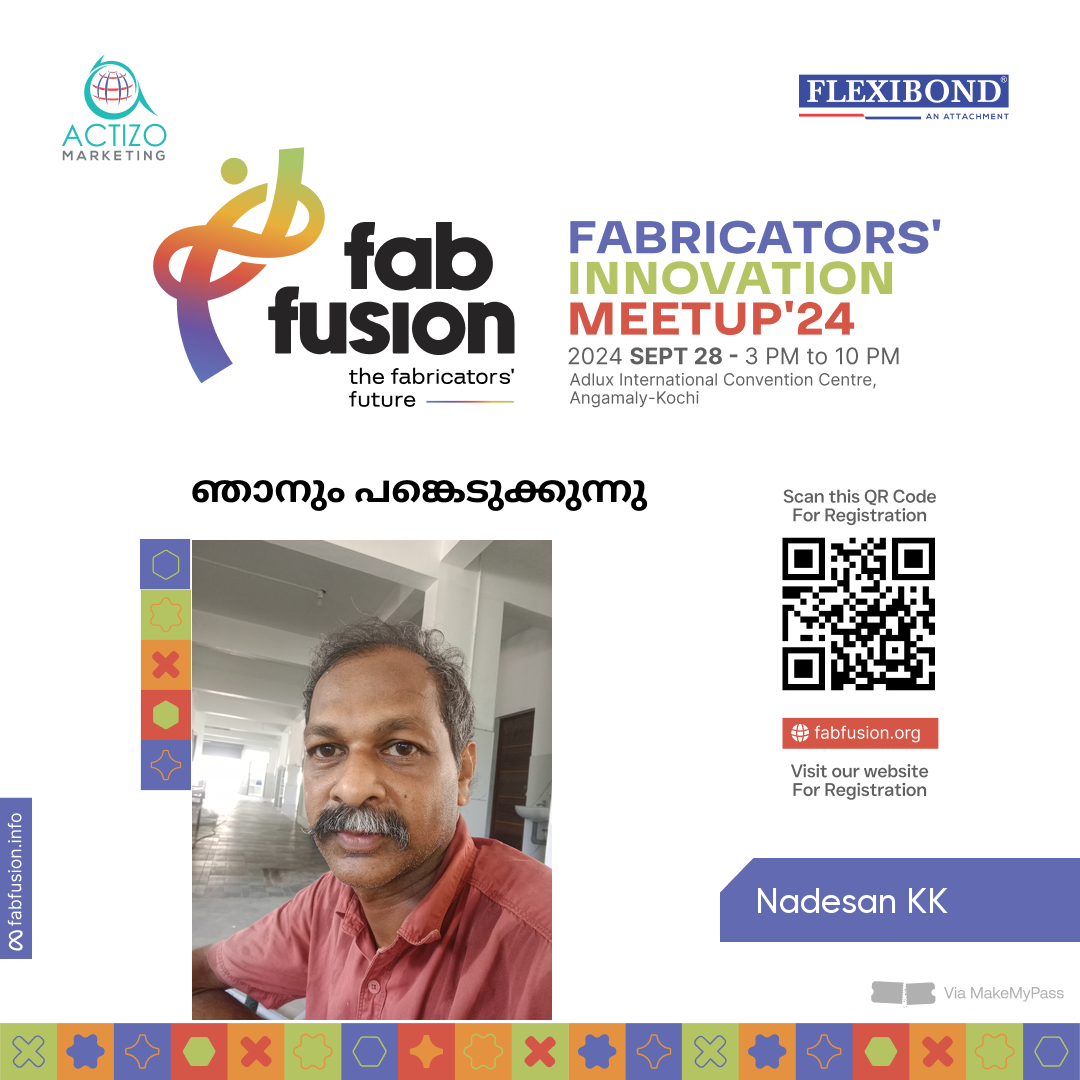 ACTIZO
MARKETING
FLEXIBOND®
AN ATTACHMENT
fab
fusion
the fabricators'
future
FABRICATORS'
INNOVATION
MEETUP'24
2024 SEPT 28 - 3 PM to 10 PM
Adlux International Convention Centre,
Angamaly-Kochi
ഞാനും പങ്കെടുക്കുന്നു
Scan this QR Code
For Registration
fabfusion.org
Visit our website
For Registration
fabfusion.info
Nadesan KK
Via MakeMyPass